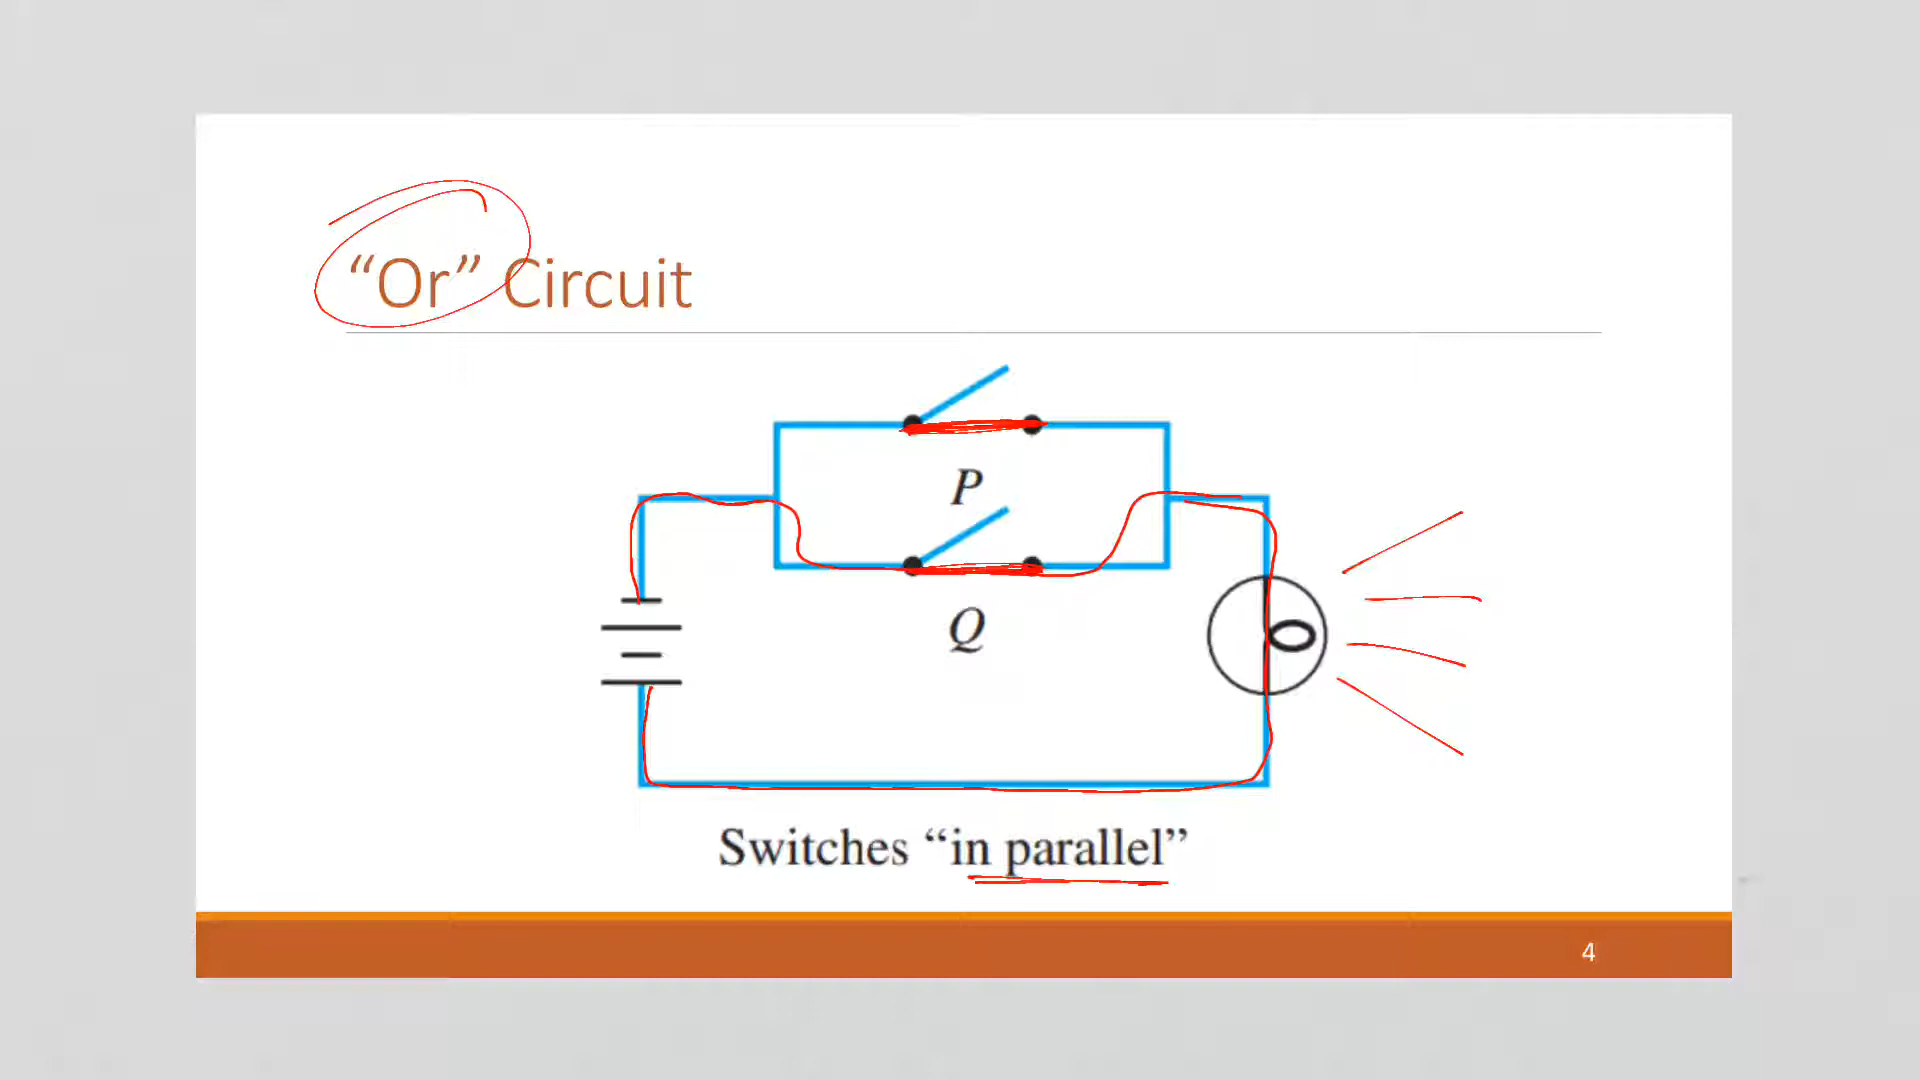 “Or” Circuit
P
Q
Switches “in parallel”
4